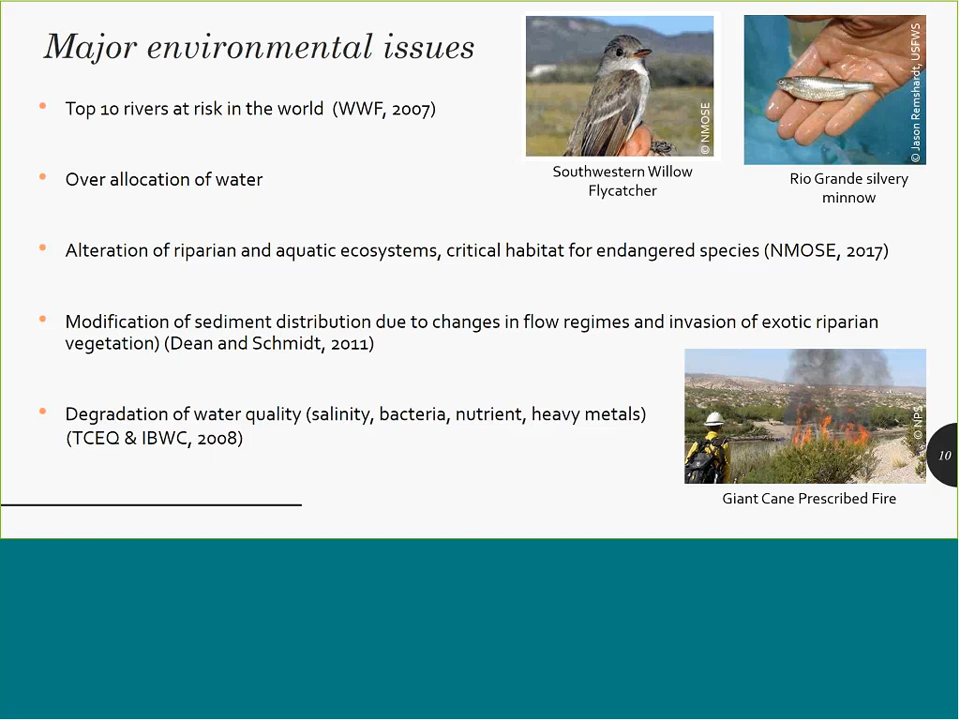 Major environmental issues
• Top 10 rivers at risk in the world (WWF, 2007)
• Over allocation of water
• Alteration of riparian and aquatic ecosystems, critical habitat for endangered species (NMOSE, 2017)
• Modification of sediment distribution due to changes in flow regimes and invasion of exotic riparian
vegetation) (Dean and Schmidt, 2011)
• Degradation of water quality (salinity, bacteria, nutrient, heavy metals)
(TCEQ & IBWC, 2008)
© NMOSE
Southwestern Willow
Flycatcher
© Jason Remshardt, USFWS
Rio Grande silvery
minnow
© NPS
Giant Cane Prescribed Fire
10